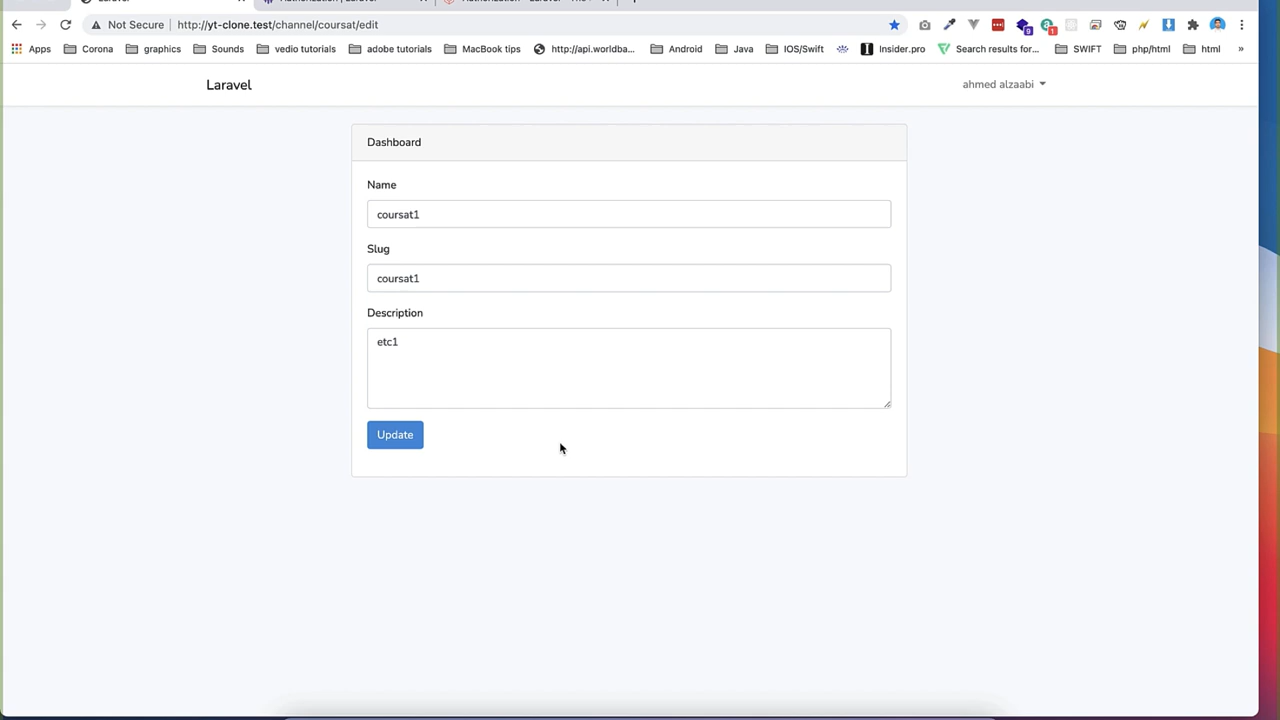 Not Secure http://yt-clone.test/channel/coursat/edit
Apps Corona graphics Sounds vedio tutorials adobe tutorials MacBook tips http://api.worldba... Android Java IOS/Swift Insider.pro Search results for... SWIFT php/html html »
Laravel ahmed alzaabi
Dashboard
Name
coursat1
Slug
coursat1
Description
etc1
Update